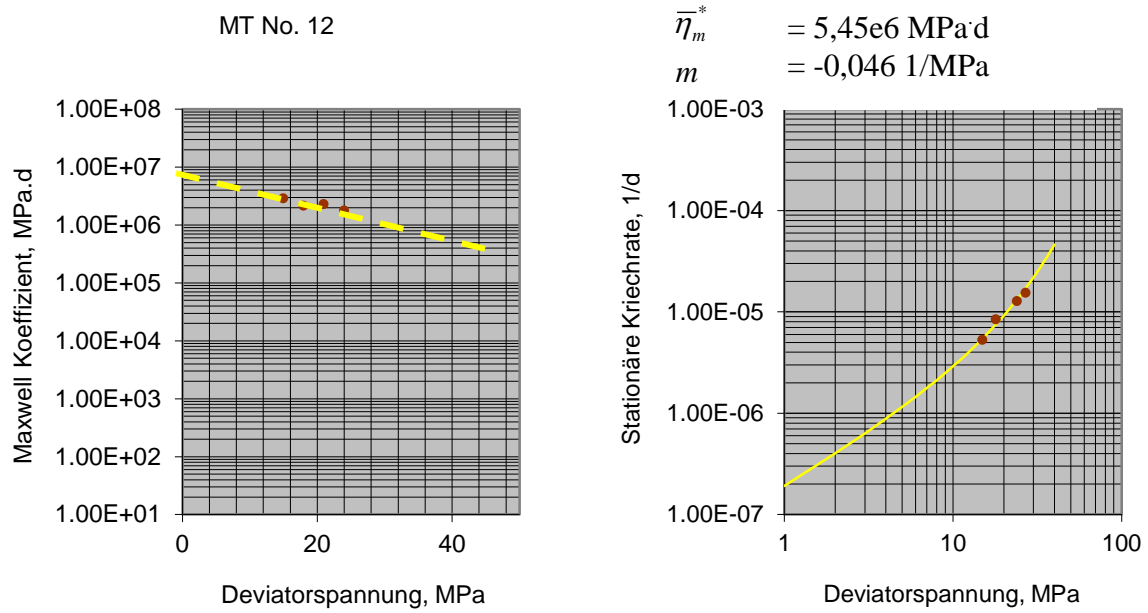 MT No. 12
η̅*m = 5,45e6 MPa·d
m = -0,046 1/MPa
Maxwell Koeffizient, MPa.d
1.00E+08
1.00E+07
1.00E+06
1.00E+05
1.00E+04
1.00E+03
1.00E+02
1.00E+01
0 20 40
Deviatorspannung, MPa
Stationäre Kriechrate, 1/d
1.00E-03
1.00E-04
1.00E-05
1.00E-06
1.00E-07
1 10 100
Deviatorspannung, MPa